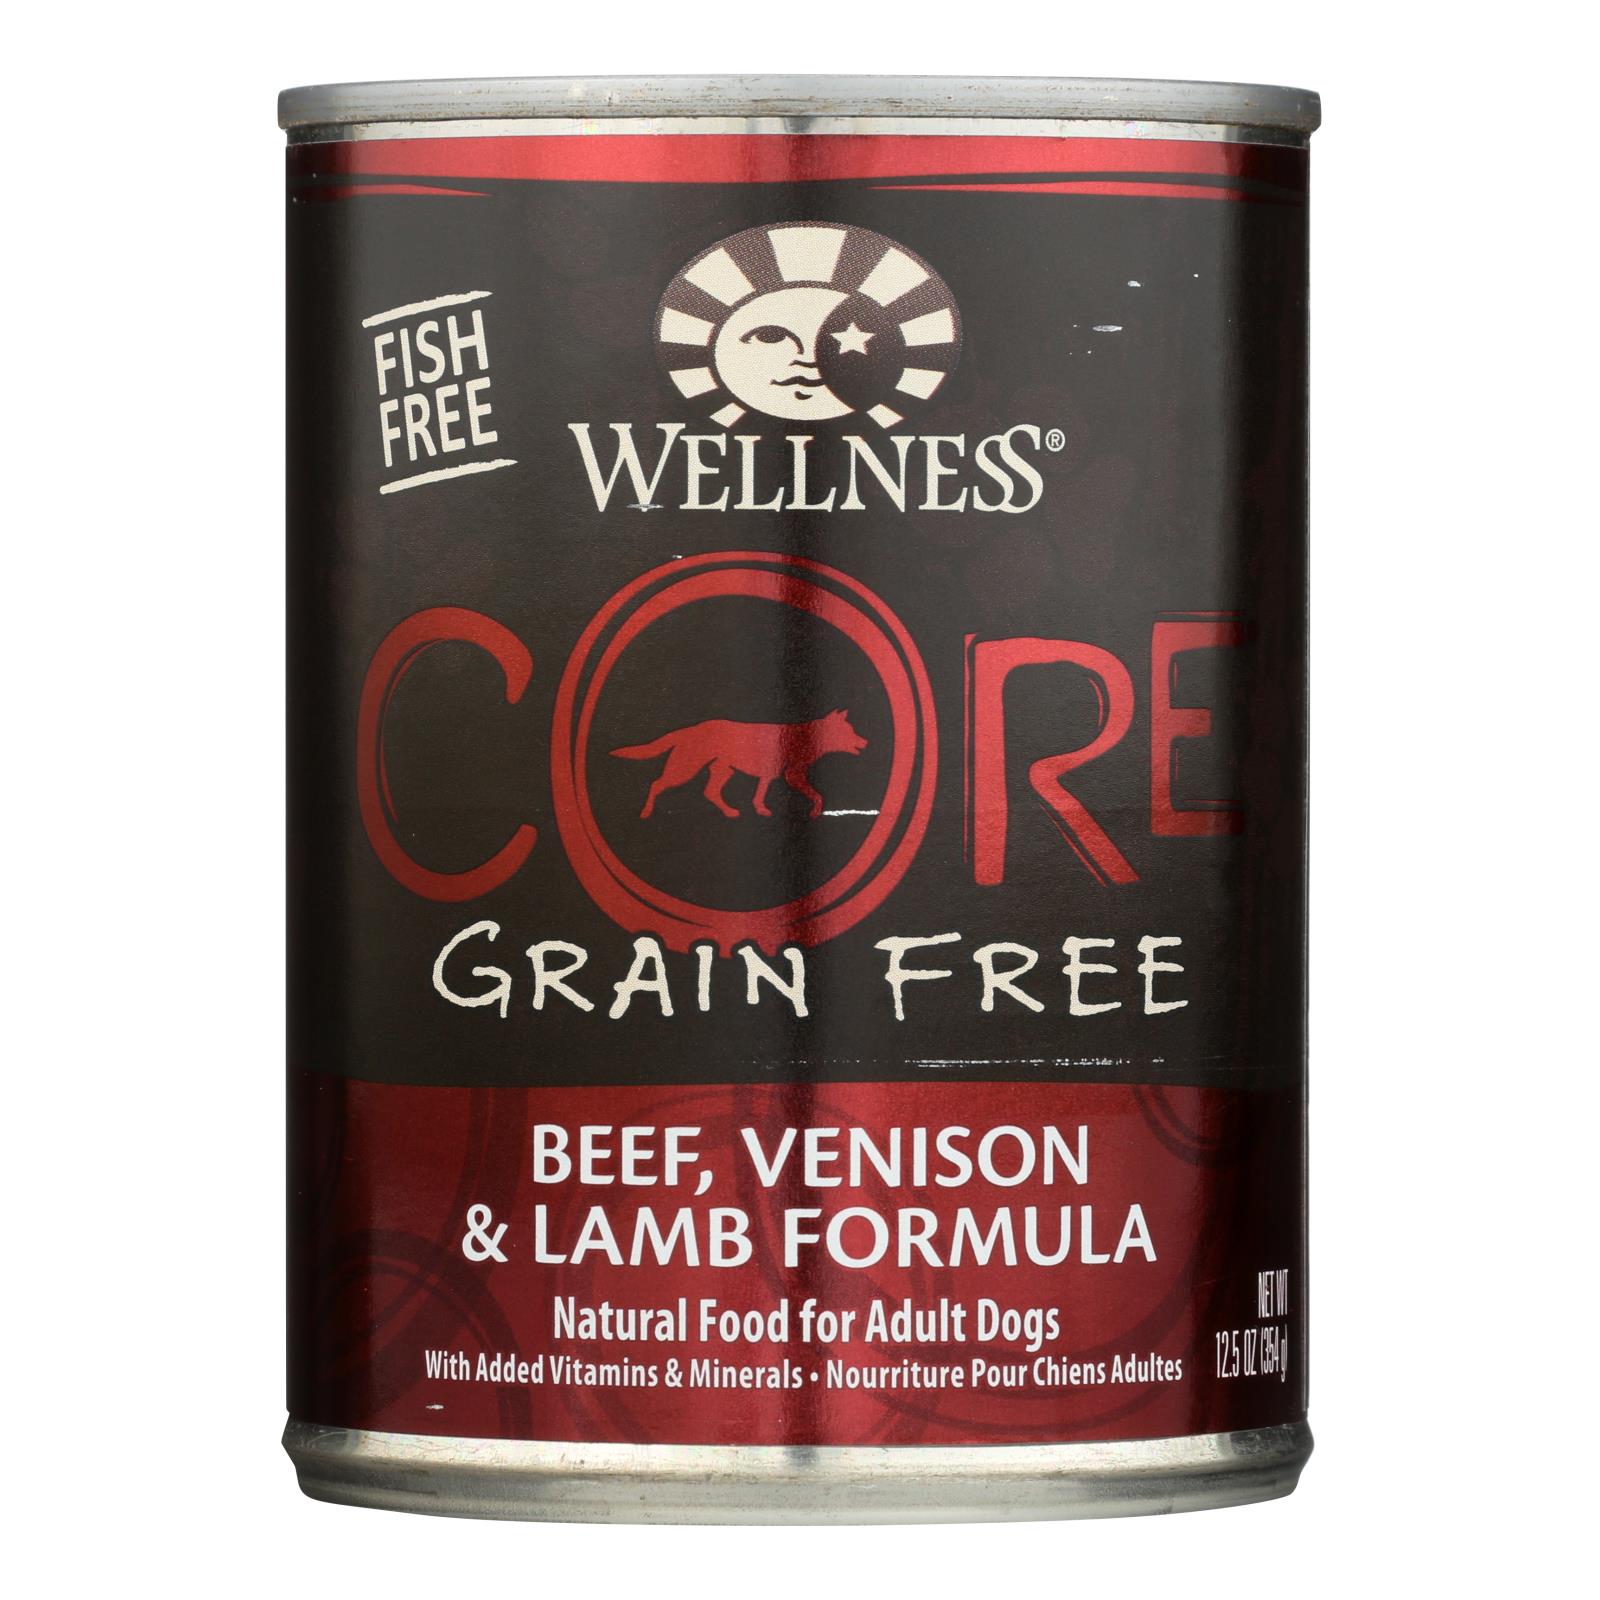 FISH
FREE
WELLNESS®
CORE
GRAIN FREE
BEEF, VENISON
& LAMB FORMULA
Natural Food for Adult Dogs
With Added Vitamins & Minerals • Nourriture Pour Chiens Adultes
NET WT
12.5 OZ (354 g)